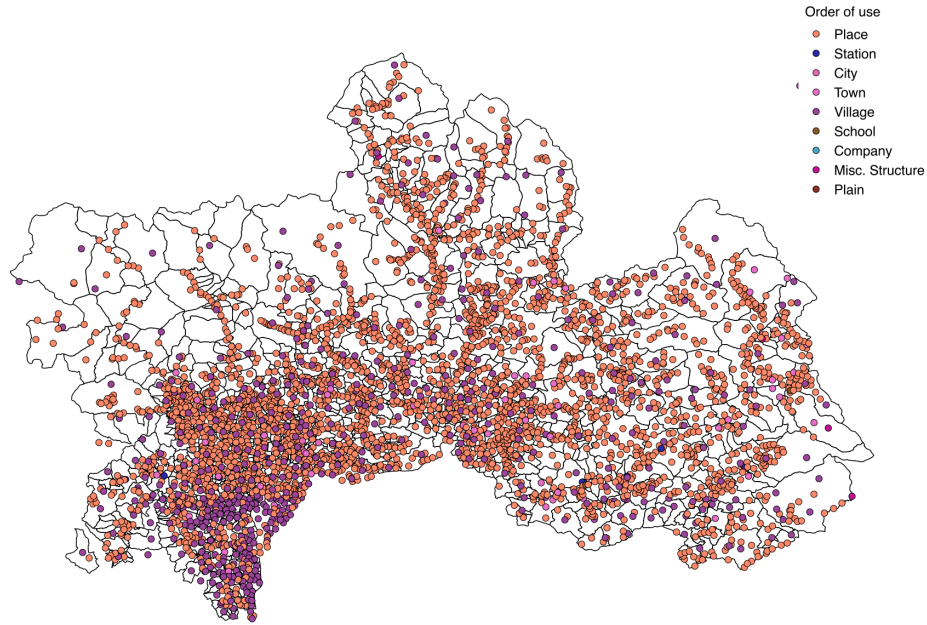 Order of use
Place
Station
City
Town
Village
School
Company
Misc. Structure
Plain